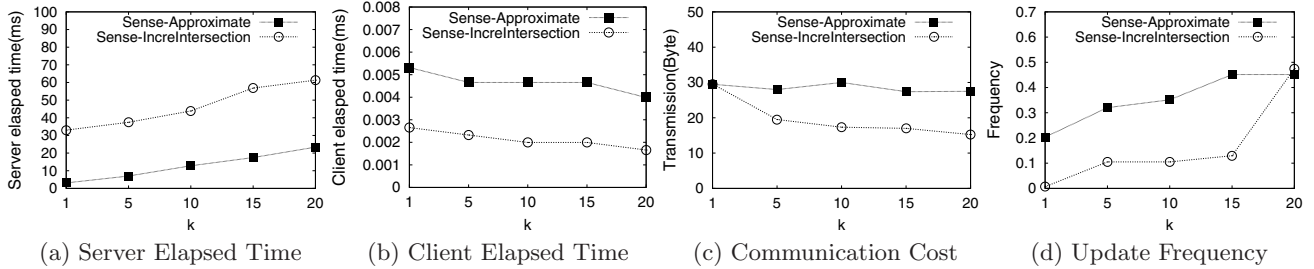 Server elasped time(ms)
100
90
80
70
60
50
40
30
20
10
0
Sense-Approximate
Sense-IncreIntersection
1 5 10 15 20
k
(a) Server Elapsed Time
Client elasped time(ms)
0.008
0.007
0.006
0.005
0.004
0.003
0.002
0.001
0
Sense-Approximate
Sense-IncreIntersection
1 5 10 15 20
k
(b) Client Elapsed Time
Transmission(Byte)
50
40
30
20
10
0
Sense-Approximate
Sense-IncreIntersection
1 5 10 15 20
k
(c) Communication Cost
Frequency
0.7
0.6
0.5
0.4
0.3
0.2
0.1
0
Sense-Approximate
Sense-IncreIntersection
1 5 10 15 20
k
(d) Update Frequency